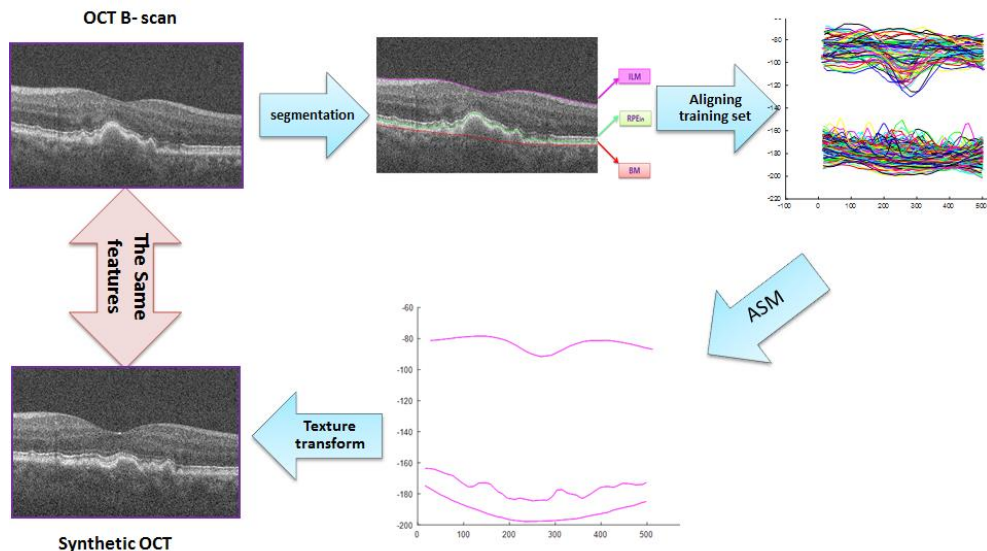 OCT B- scan
segmentation
ILM
RPEin
BM
Aligning
training set
-40
-60
-80
-100
-120
-140
-160
-180
-200
-220
-100
0
100
200
300
400
500
The Same
features
ASM
-60
-80
-100
-120
-140
-160
-180
-200
0
100
200
300
400
500
Texture
transform
Synthetic OCT